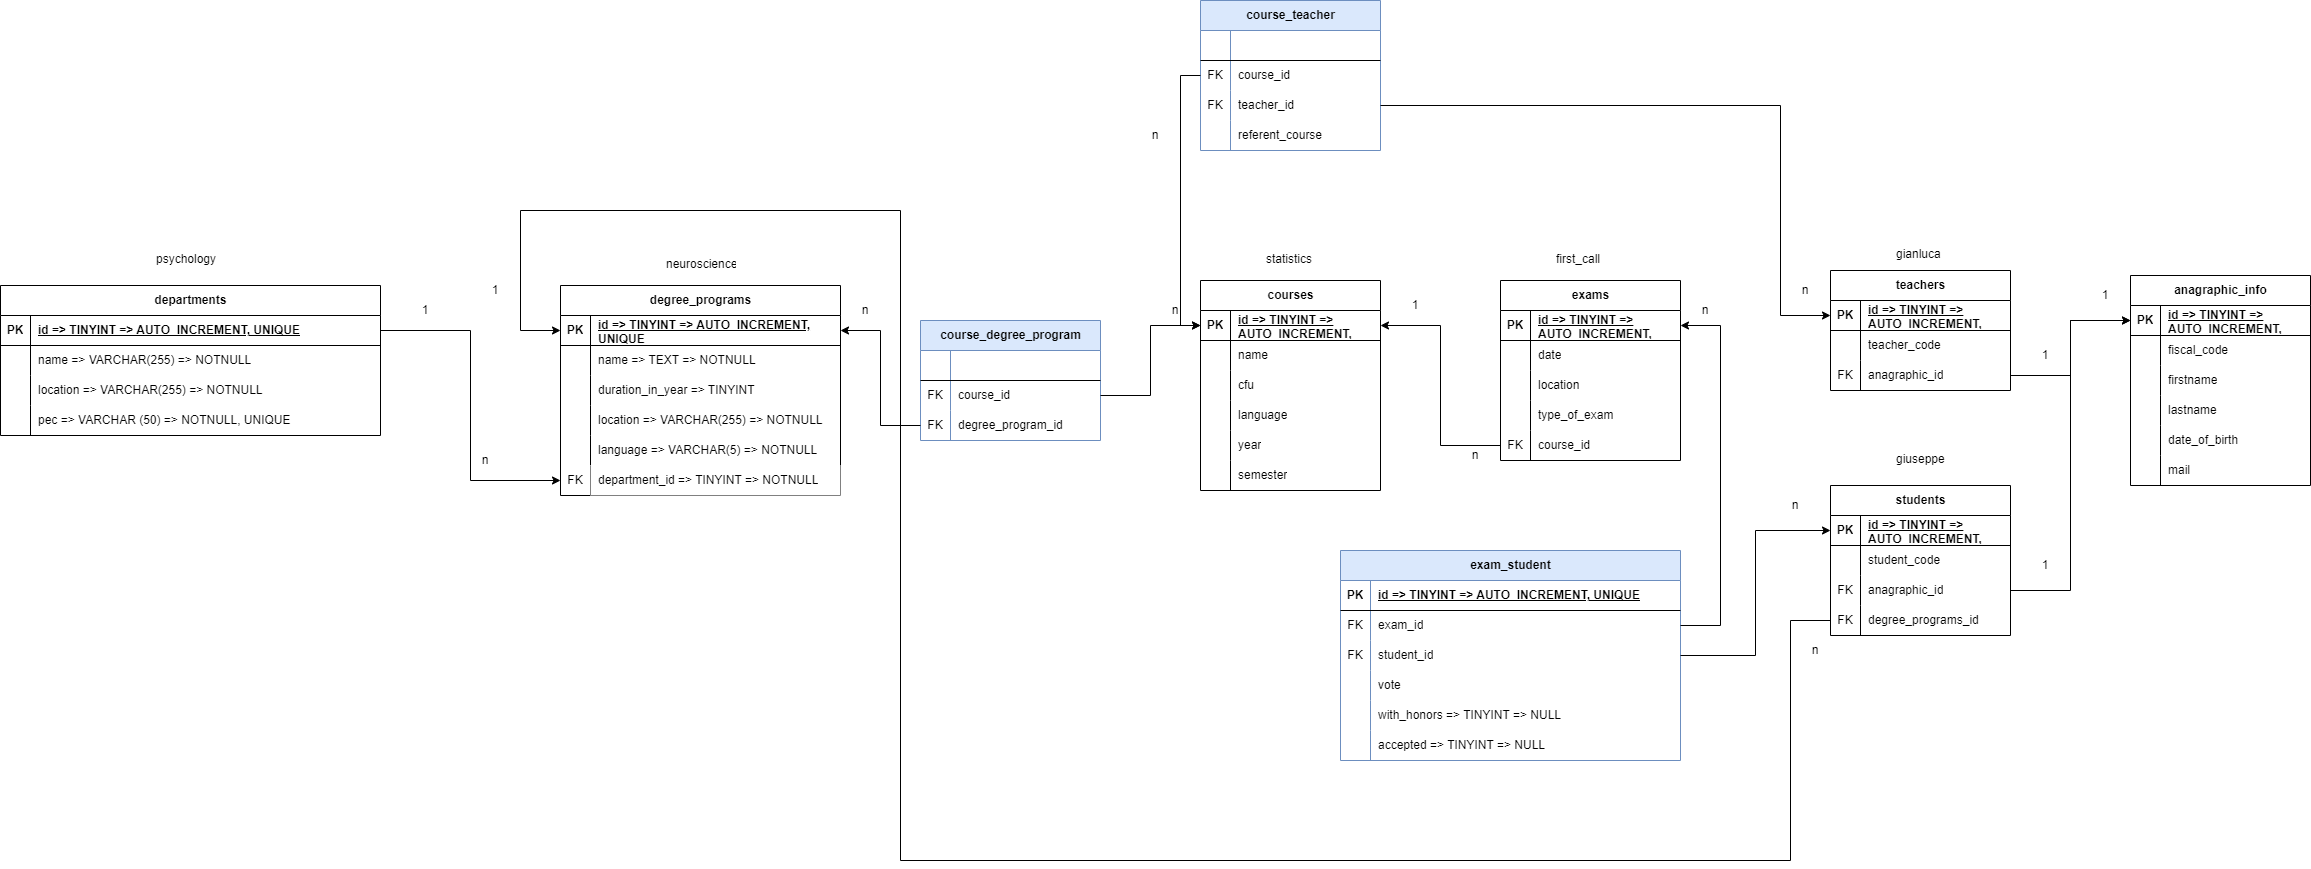 course_teacher
FK course_id
FK teacher_id
referent_course
n
psychology
departments
PK id => TINYINT => AUTO_INCREMENT, UNIQUE
name => VARCHAR(255) => NOTNULL
location => VARCHAR(255) => NOTNULL
pec => VARCHAR (50) => NOTNULL, UNIQUE
1
n
1
neuroscience
degree_programs
PK id => TINYINT => AUTO_INCREMENT,
UNIQUE
name => TEXT => NOTNULL
duration_in_year => TINYINT
location => VARCHAR(255) => NOTNULL
language => VARCHAR(5) => NOTNULL
FK department_id => TINYINT => NOTNULL
n
course_degree_program
FK course_id
FK degree_program_id
n
statistics
courses
PK id => TINYINT =>
AUTO_INCREMENT,
name
cfu
language
year
semester
1
n
first_call
exams
PK id => TINYINT =>
AUTO_INCREMENT,
date
location
type_of_exam
FK course_id
n
exam_student
PK id => TINYINT => AUTO_INCREMENT, UNIQUE
FK exam_id
FK student_id
vote
with_honors => TINYINT => NULL
accepted => TINYINT => NULL
n
gianluca
teachers
PK id => TINYINT =>
AUTO_INCREMENT,
teacher_code
FK anagraphic_id
1
n
giuseppe
students
PK id => TINYINT =>
AUTO_INCREMENT,
student_code
FK anagraphic_id
FK degree_programs_id
n
1
1
anagraphic_info
PK id => TINYINT =>
AUTO_INCREMENT,
fiscal_code
firstname
lastname
date_of_birth
mail